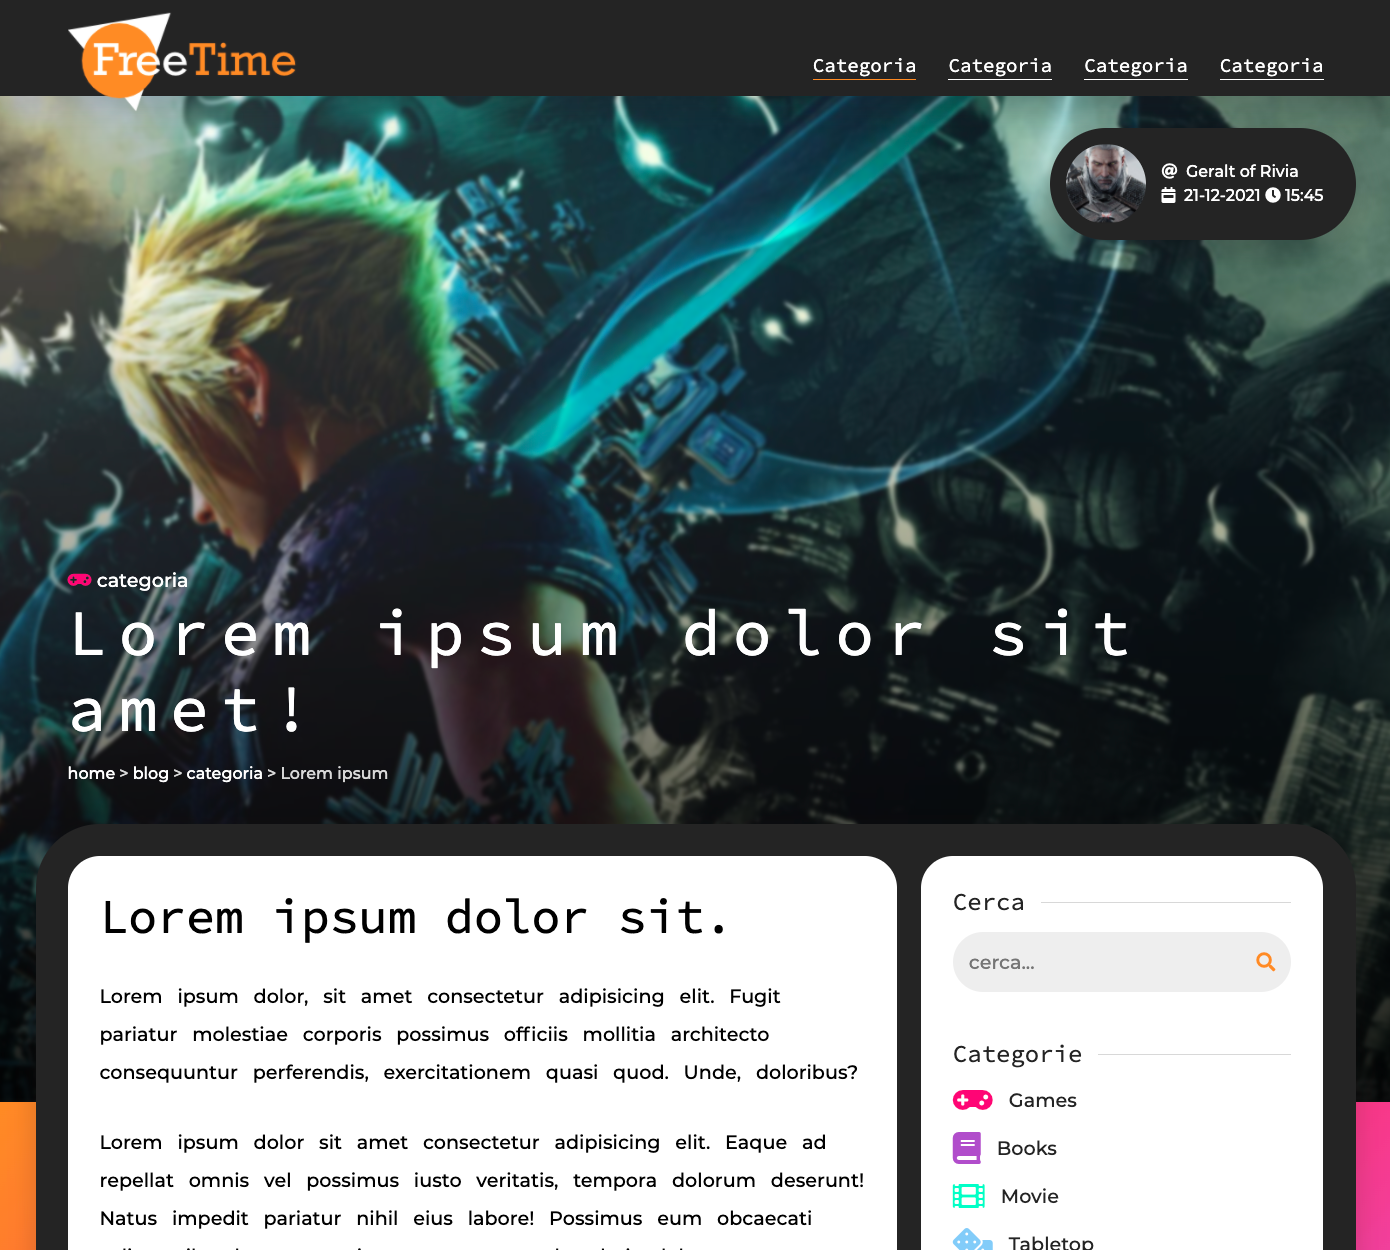 FreeTime
Categoria Categoria Categoria Categoria
Geralt of Rivia
21-12-2021 15:45
categoria
Lorem ipsum dolor sit
amet!
home > blog > categoria > Lorem ipsum
Lorem ipsum dolor sit.
Lorem ipsum dolor, sit amet consectetur adipisicing elit. Fugit
pariatur molestiae corporis possimus officiis mollitia architecto
consequuntur perferendis, exercitationem quasi quod. Unde, doloribus?
Lorem ipsum dolor sit amet consectetur adipisicing elit. Eaque ad
repellat omnis vel possimus iusto veritatis, tempora dolorum deserunt!
Natus impedit pariatur nihil eius labore! Possimus eum obcaecati
Cerca
cerca...
Categorie
Games
Books
Movie
Tabletop